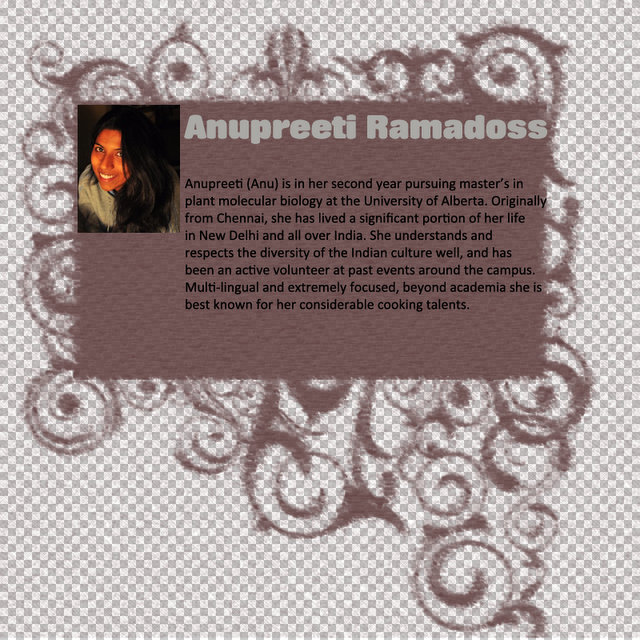 Anupreeti Ramadoss
Anupreeti (Anu) is in her second year pursuing master's in
plant molecular biology at the University of Alberta. Originally
from Chennai, she has lived a significant portion of her life
in New Delhi and all over India. She understands and
respects the diversity of the Indian culture well, and has
been an active volunteer at past events around the campus.
Multi-lingual and extremely focused, beyond academia she is
best known for her considerable cooking talents.